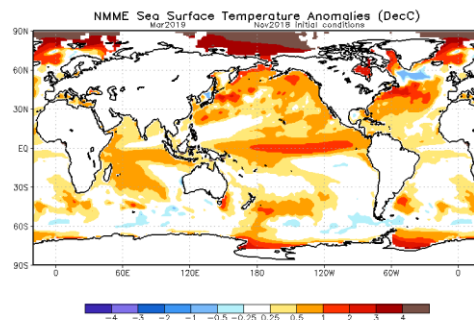 NMME Sea Surface Temperature Anomalies (DecC)
Mar2019 Nov2018 initial conditions
90N
60N
30N
EQ
30S
60S
90S
0 60E 120E 180 120W 60W 0
-4 -3 -2 -1 -0.5 -0.25 0.25 0.5 1 2 3 4